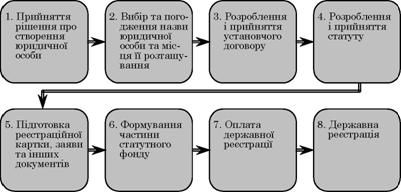 1. Прийняття
рішення про
створення
юридичної
особи
2. Вибір та пого-
дження назви
юридичної
особи та міс-
ця її розташу-
вання
3. Розроблення
і прийняття
установчого
договору
4. Розроблення
і прийняття
статуту
5. Підготовка
реєстраційної
картки, заяви
та інших
документів
6. Формування
частини
статутного
фонду
7. Оплата
державної
реєстрації
8. Державна
реєстрація